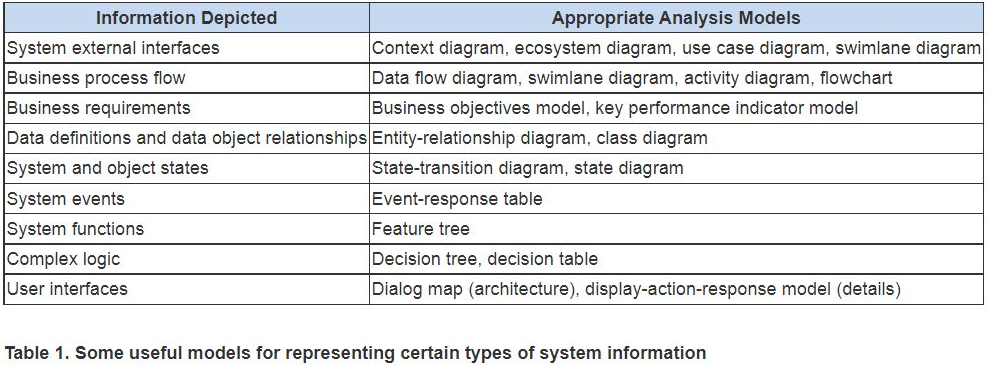 Information Depicted Appropriate Analysis Models
System external interfaces Context diagram, ecosystem diagram, use case diagram, swimlane diagram
Business process flow Data flow diagram, swimlane diagram, activity diagram, flowchart
Business requirements Business objectives model, key performance indicator model
Data definitions and data object relationships Entity-relationship diagram, class diagram
System and object states State-transition diagram, state diagram
System events Event-response table
System functions Feature tree
Complex logic Decision tree, decision table
User interfaces Dialog map (architecture), display-action-response model (details)
Table 1. Some useful models for representing certain types of system information